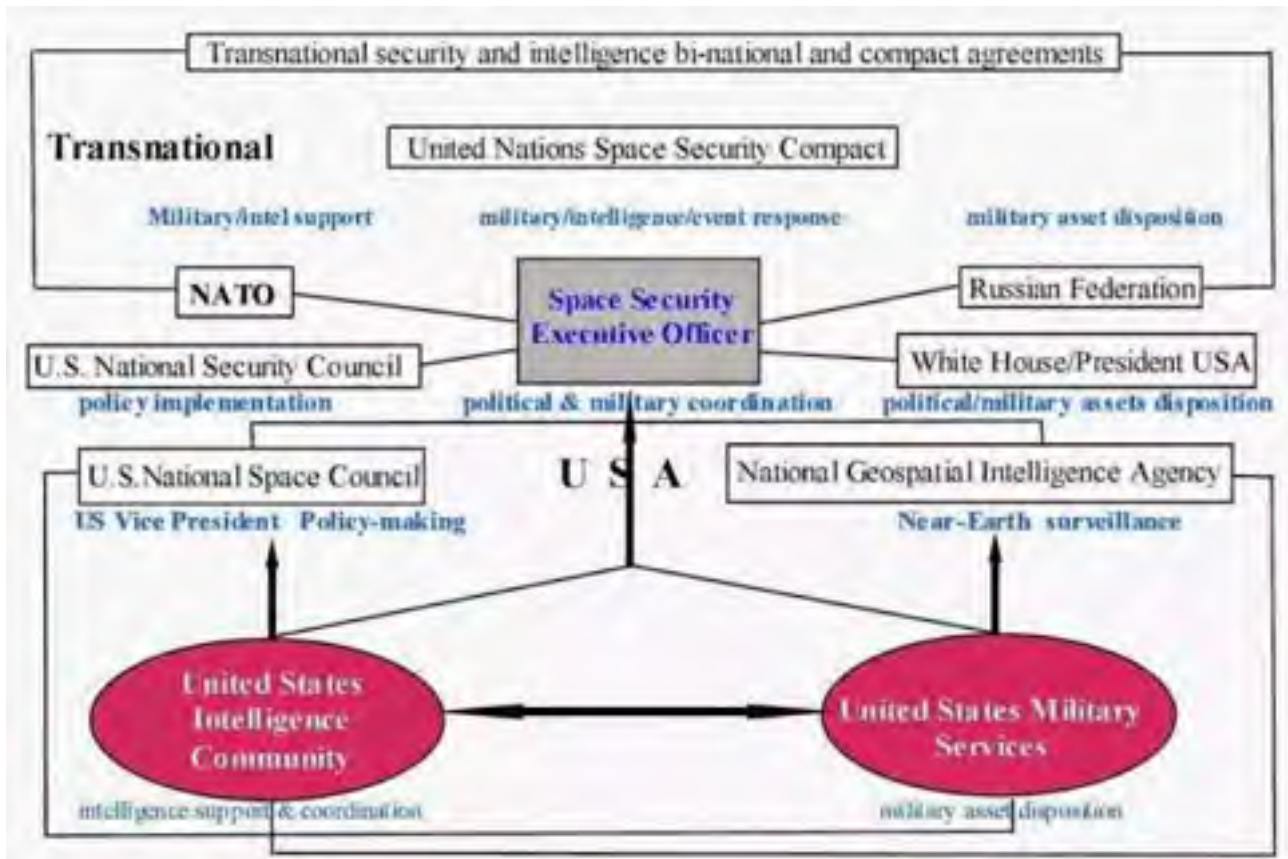 Transnational security and intelligence bi-national and compact agreements
Transnational
United Nations Space Security Compact
Military/intel support
military/intelligence/event response
military asset disposition
NATO
Space Security
Executive Officer
Russian Federation
U.S. National Security Council
White House/President USA
policy implementation
political & military coordination
political/military assets disposition
U.S.National Space Council
U S A
National Geospatial Intelligence Agency
US Vice President Policy-making
Near-Earth surveillance
United States
Intelligence
Community
United States Military
Services
intelligence support & coordination
military asset disposition